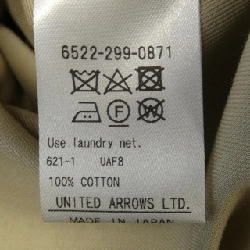 6522-299-0871
Use laundry net.
621-1 UAF8
100% COTTON
UNITED ARROWS LTD.
MADE IN JAPAN